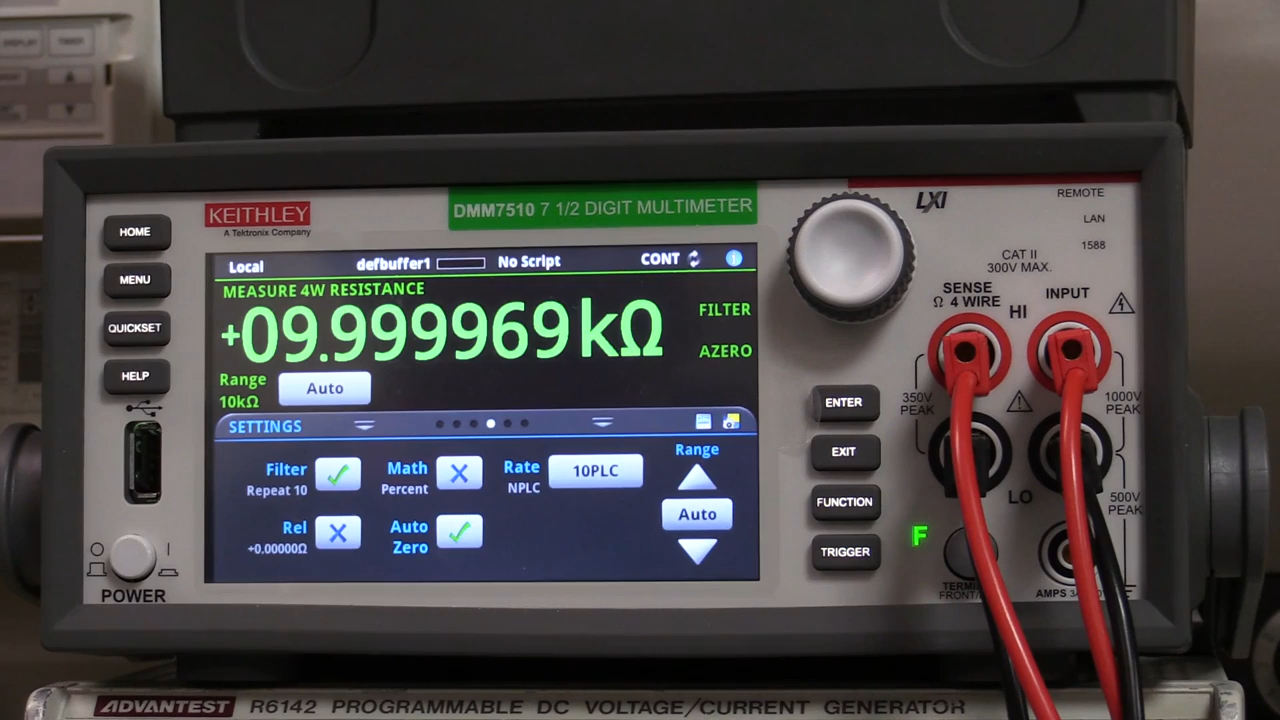 DISPLAY TIMER
KEITHLEY
A Tektronix Company
DMM7510 7 1/2 DIGIT MULTIMETER
LXI
REMOTE
LAN
1588
HOME
MENU
QUICKSET
HELP
POWER
Local defbuffer1 No Script CONT
MEASURE 4W RESISTANCE
+09.999969kΩ
FILTER
AZERO
Range Auto
10kΩ
SETTINGS
Filter
Repeat 10
Math
Percent
Rate
NPLC
10PLC
Range
Auto
Rel
+0.00000Ω
Auto
Zero
CAT II
300V MAX.
SENSE
Ω 4 WIRE
HI
INPUT
350V
PEAK
1000V
PEAK
LO
500V
PEAK
ENTER
EXIT
FUNCTION
TRIGGER
F
AMPS
ADVANTEST R6142 PROGRAMMABLE DC VOLTAGE/CURRENT GENERATOR